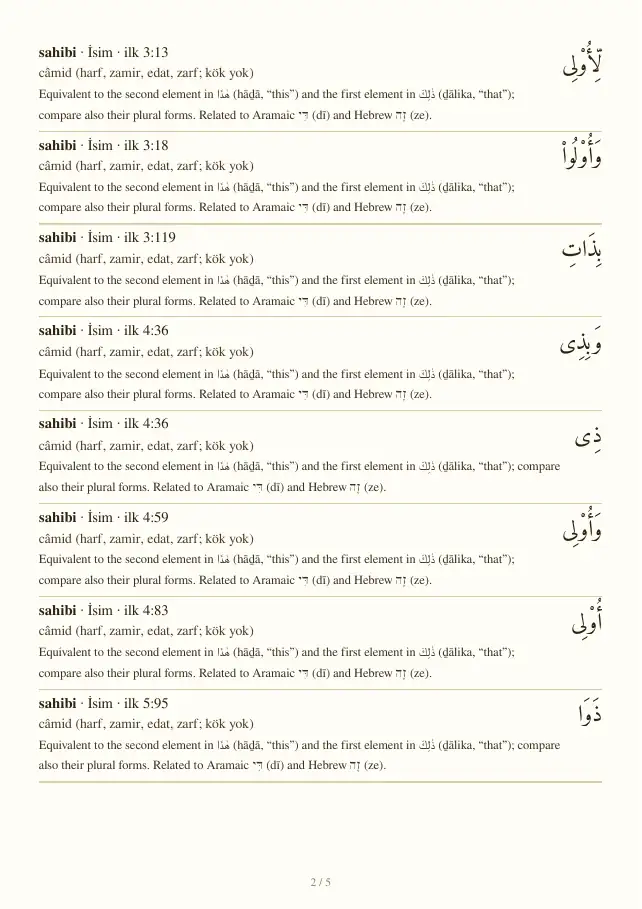 sahibi · İsim · ilk 3:13
لِّأُوْلِى
câmid (harf, zamir, edat, zarf; kök yok)
Equivalent to the second element in هٰذَا (hāḏā, “this”) and the first element in ذٰلِكَ (ḏālika, “that”);
compare also their plural forms. Related to Aramaic דִּי (dī) and Hebrew זֶה (ze).
sahibi · İsim · ilk 3:18
وَأُوْلُواْ
câmid (harf, zamir, edat, zarf; kök yok)
Equivalent to the second element in هٰذَا (hāḏā, “this”) and the first element in ذٰلِكَ (ḏālika, “that”);
compare also their plural forms. Related to Aramaic דִּי (dī) and Hebrew זֶה (ze).
sahibi · İsim · ilk 3:119
بِذَاتِ
câmid (harf, zamir, edat, zarf; kök yok)
Equivalent to the second element in هٰذَا (hāḏā, “this”) and the first element in ذٰلِكَ (ḏālika, “that”);
compare also their plural forms. Related to Aramaic דִּי (dī) and Hebrew זֶה (ze).
sahibi · İsim · ilk 4:36
وَبِذِى
câmid (harf, zamir, edat, zarf; kök yok)
Equivalent to the second element in هٰذَا (hāḏā, “this”) and the first element in ذٰلِكَ (ḏālika, “that”);
compare also their plural forms. Related to Aramaic דִּי (dī) and Hebrew זֶה (ze).
sahibi · İsim · ilk 4:36
ذِى
câmid (harf, zamir, edat, zarf; kök yok)
Equivalent to the second element in هٰذَا (hāḏā, “this”) and the first element in ذٰلِكَ (ḏālika, “that”); compare
also their plural forms. Related to Aramaic דִּי (dī) and Hebrew זֶה (ze).
sahibi · İsim · ilk 4:59
وَأُوْلِى
câmid (harf, zamir, edat, zarf; kök yok)
Equivalent to the second element in هٰذَا (hāḏā, “this”) and the first element in ذٰلِكَ (ḏālika, “that”);
compare also their plural forms. Related to Aramaic דִּי (dī) and Hebrew זֶה (ze).
sahibi · İsim · ilk 4:83
أُوْلِى
câmid (harf, zamir, edat, zarf; kök yok)
Equivalent to the second element in هٰذَا (hāḏā, “this”) and the first element in ذٰلِكَ (ḏālika, “that”);
compare also their plural forms. Related to Aramaic דִּי (dī) and Hebrew זֶה (ze).
sahibi · İsim · ilk 5:95
ذَوَا
câmid (harf, zamir, edat, zarf; kök yok)
Equivalent to the second element in هٰذَا (hāḏā, “this”) and the first element in ذٰلِكَ (ḏālika, “that”); compare
also their plural forms. Related to Aramaic דִּי (dī) and Hebrew זֶה (ze).
2 / 5